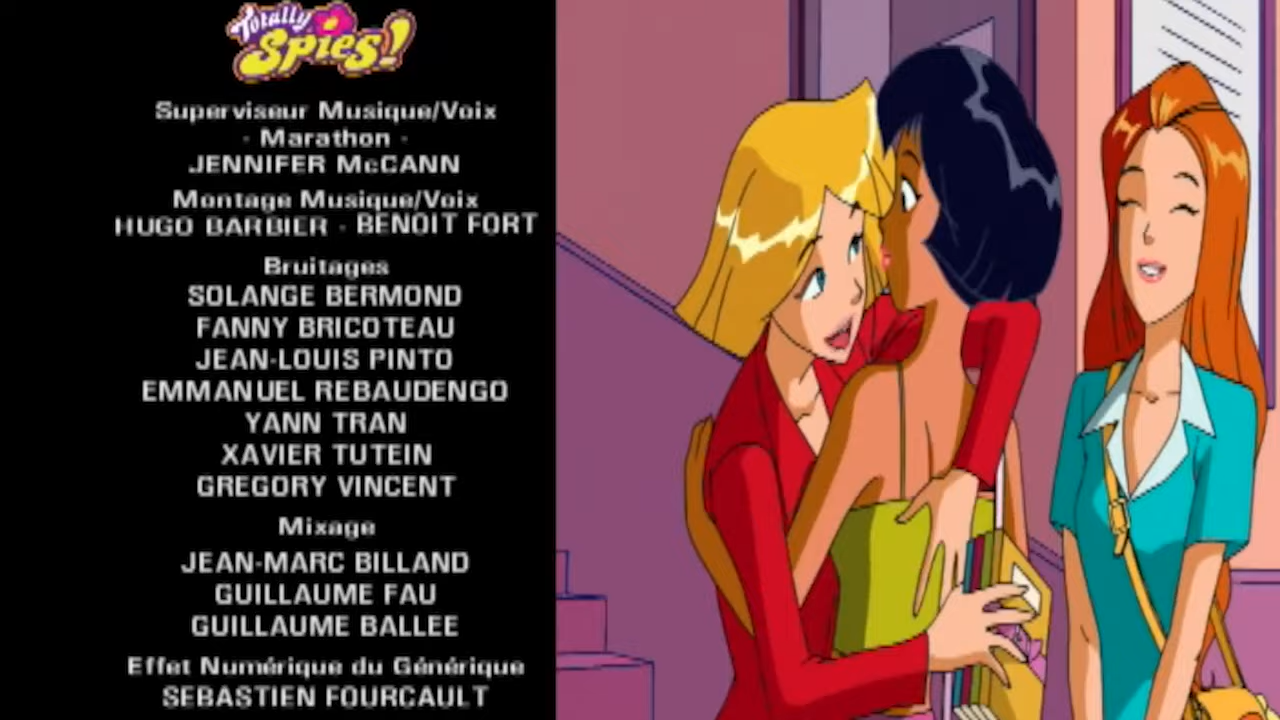 Totally
Spies!
Superviseur Musique/Voix
- Marathon -
JENNIFER McCANN
Montage Musique/Voix
HUGO BARBIER - BENOIT FORT
Bruitages
SOLANGE BERMOND
FANNY BRICOTEAU
JEAN-LOUIS PINTO
EMMANUEL REBAUDENGO
YANN TRAN
XAVIER TUTEIN
GREGORY VINCENT
Mixage
JEAN-MARC BILLAND
GUILLAUME FAU
GUILLAUME BALLEE
Effet Numérique du Générique
SEBASTIEN FOURCAULT